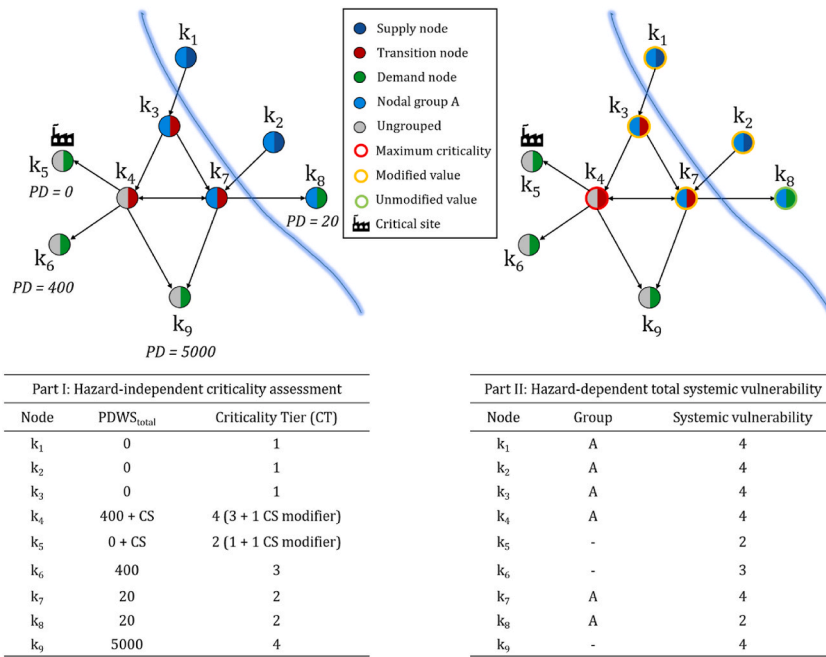 k1
k2
k3
k4
k5
PD = 0
k6
PD = 400
k7
k8
PD = 20
k9
PD = 5000
Supply node
Transition node
Demand node
Nodal group A
Ungrouped
Maximum criticality
Modified value
Unmodified value
Critical site
k1
k2
k3
k4
k5
k6
k7
k8
k9
Part I: Hazard-independent criticality assessment
Node PDWStotal Criticality Tier (CT)
k1 0 1
k2 0 1
k3 0 1
k4 400 + CS 4 (3 + 1 CS modifier)
k5 0 + CS 2 (1 + 1 CS modifier)
k6 400 3
k7 20 2
k8 20 2
k9 5000 4
Part II: Hazard-dependent total systemic vulnerability
Node Group Systemic vulnerability
k1 A 4
k2 A 4
k3 A 4
k4 A 4
k5 - 2
k6 - 3
k7 A 4
k8 A 2
k9 - 4